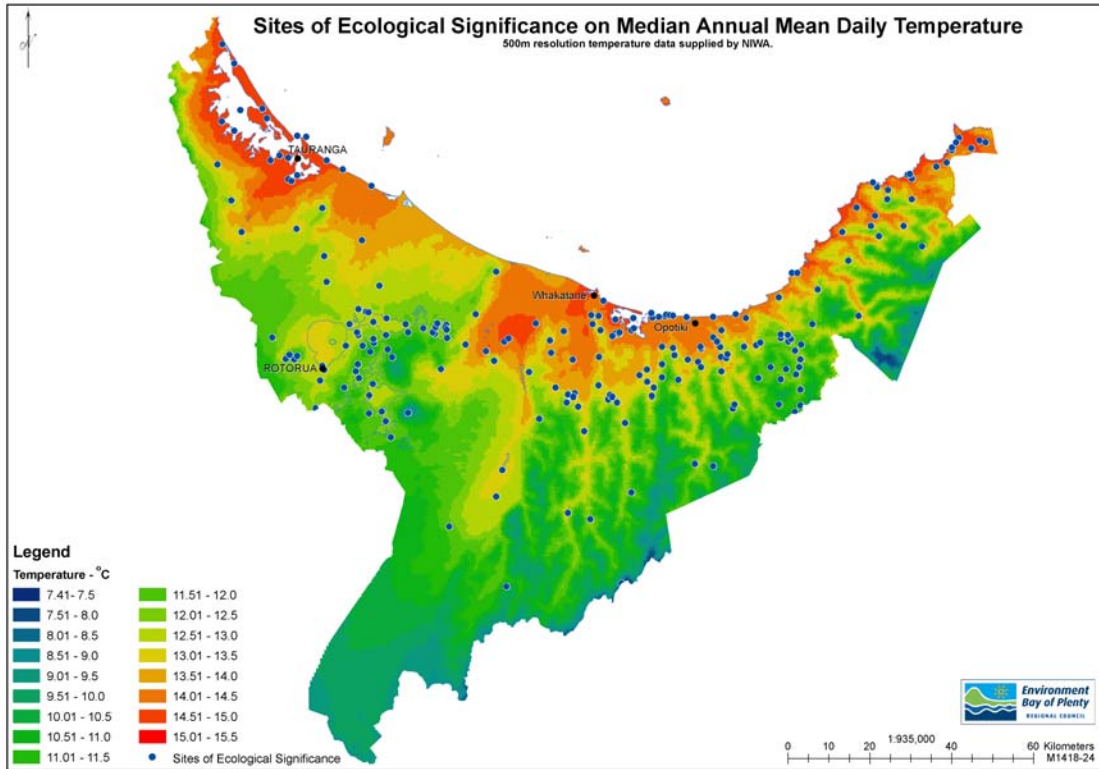 Sites of Ecological Significance on Median Annual Mean Daily Temperature
500m resolution temperature data supplied by NIWA.
N
TAURANGA
Whakatane
Opotiki
ROTORUA
Legend
Temperature - °C
7.41- 7.5
7.51 - 8.0
8.01 - 8.5
8.51 - 9.0
9.01 - 9.5
9.51 - 10.0
10.01 - 10.5
10.51 - 11.0
11.01 - 11.5
11.51 - 12.0
12.01 - 12.5
12.51 - 13.0
13.01 - 13.5
13.51 - 14.0
14.01 - 14.5
14.51 - 15.0
15.01 - 15.5
Sites of Ecological Significance
Environment
Bay of Plenty
REGIONAL COUNCIL
1:935,000
0 20 40 60 Kilometers
M1418-24